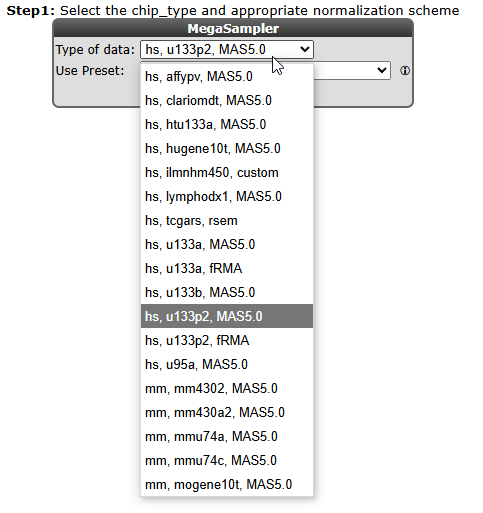 Step1: Select the chip_type and appropriate normalization scheme
MegaSampler
Type of data: hs, u133p2, MAS5.0
Use Preset:
hs, affypv, MAS5.0
hs, clariomdt, MAS5.0
hs, htu133a, MAS5.0
hs, hugene10t, MAS5.0
hs, ilmnhm450, custom
hs, lymphodx1, MAS5.0
hs, tcgars, rsem
hs, u133a, MAS5.0
hs, u133a, fRMA
hs, u133b, MAS5.0
hs, u133p2, MAS5.0
hs, u133p2, fRMA
hs, u95a, MAS5.0
mm, mm4302, MAS5.0
mm, mm430a2, MAS5.0
mm, mmu74a, MAS5.0
mm, mmu74c, MAS5.0
mm, mogene10t, MAS5.0